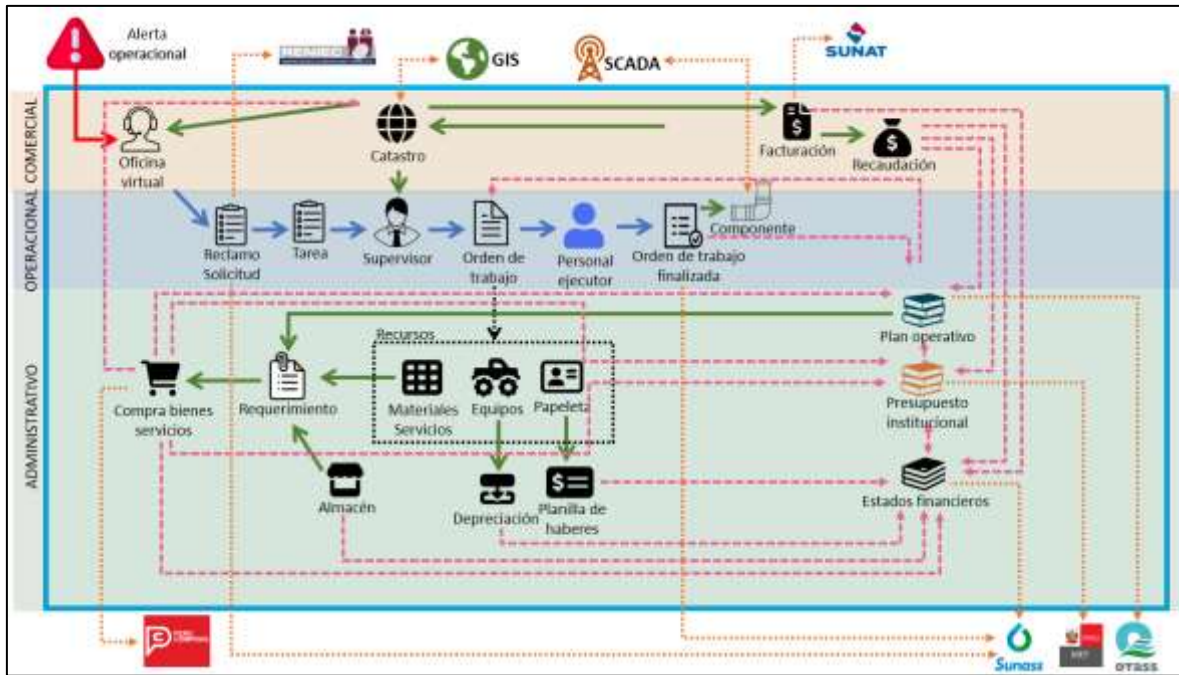 Alerta
operacional
RENIEC
GIS
SCADA
SUNAT
COMERCIAL
Oficina
virtual
Catastro
Facturación
Recaudación
OPERACIONAL
Reclamo
Solicitud
Tarea
Supervisor
Orden de
trabajo
Personal
ejecutor
Orden de trabajo
finalizada
Componente
ADMINISTRATIVO
Recursos
Plan operativo
Compra bienes
servicios
Requerimiento
Materiales
Servicios
Equipos
Papeleta
Presupuesto
institucional
Almacén
Depreciación
Planilla de
haberes
Estados financieros
Sunass
OTASS